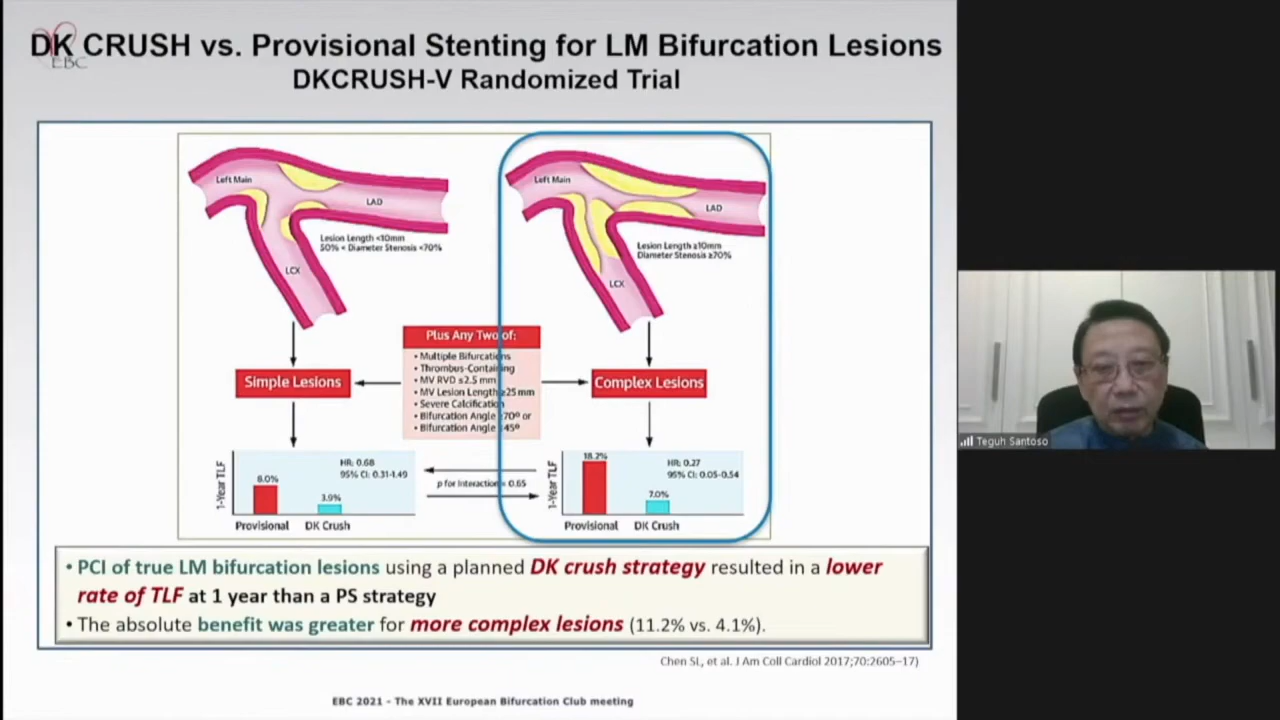 DK CRUSH vs. Provisional Stenting for LM Bifurcation Lesions
EBC
DKCRUSH-V Randomized Trial
Left Main
LAD
Lesion Length <10mm
50% < Diameter Stenosis <70%
LCX
Left Main
LAD
Lesion Length ≥10mm
Diameter Stenosis ≥70%
LCX
Plus Any Two of:
• Multiple Bifurcations
• Thrombus-Containing
• MV RVD ≤2.5 mm
• MV Lesion Length ≥25 mm
• Severe Calcification
• Bifurcation Angle 70° or
• Bifurcation Angle 45°
Simple Lesions
Complex Lesions
1-Year TLF
8.0%
3.9%
HR: 0.68
95% CI: 0.31-1.49
Provisional
DK Crush
p for Interaction = 0.65
1-Year TLF
18.2%
7.0%
HR: 0.27
95% CI: 0.05-0.54
Provisional
DK Crush
• PCI of true LM bifurcation lesions using a planned DK crush strategy resulted in a lower
rate of TLF at 1 year than a PS strategy
• The absolute benefit was greater for more complex lesions (11.2% vs. 4.1%).
Chen SL, et al. J Am Coll Cardiol 2017;70:2605–17)
EBC 2021 - The XVII European Bifurcation Club meeting
Teguh Santoso